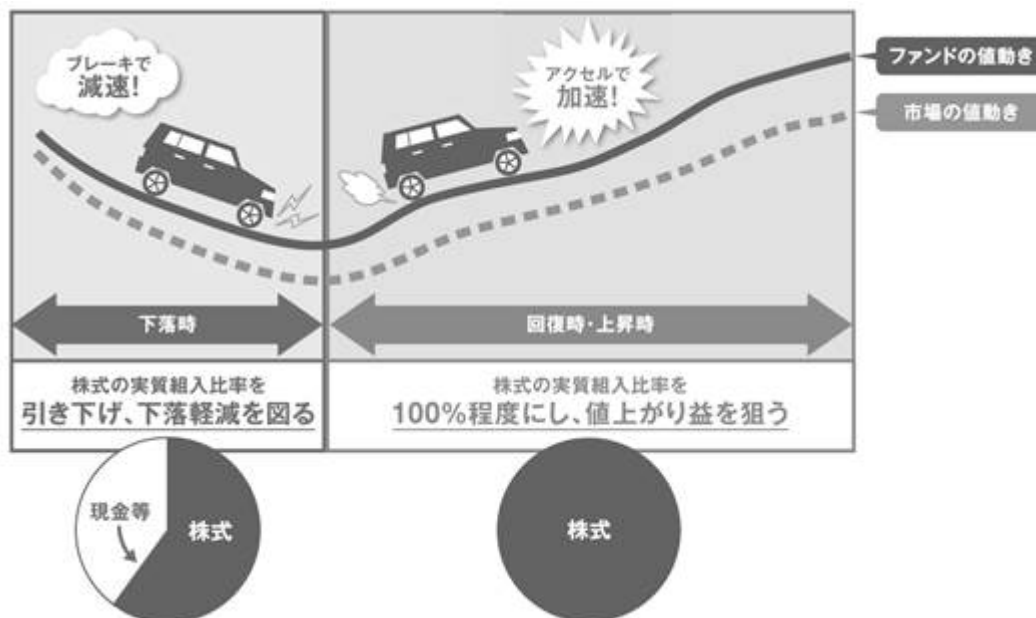 ブレーキで
減速!
アクセルで
加速!
ファンドの値動き
市場の値動き
下落時
回復時・上昇時
株式の実質組入比率を
引き下げ、下落軽減を図る
株式の実質組入比率を
100%程度にし、値上がり益を狙う
現金等
株式
株式